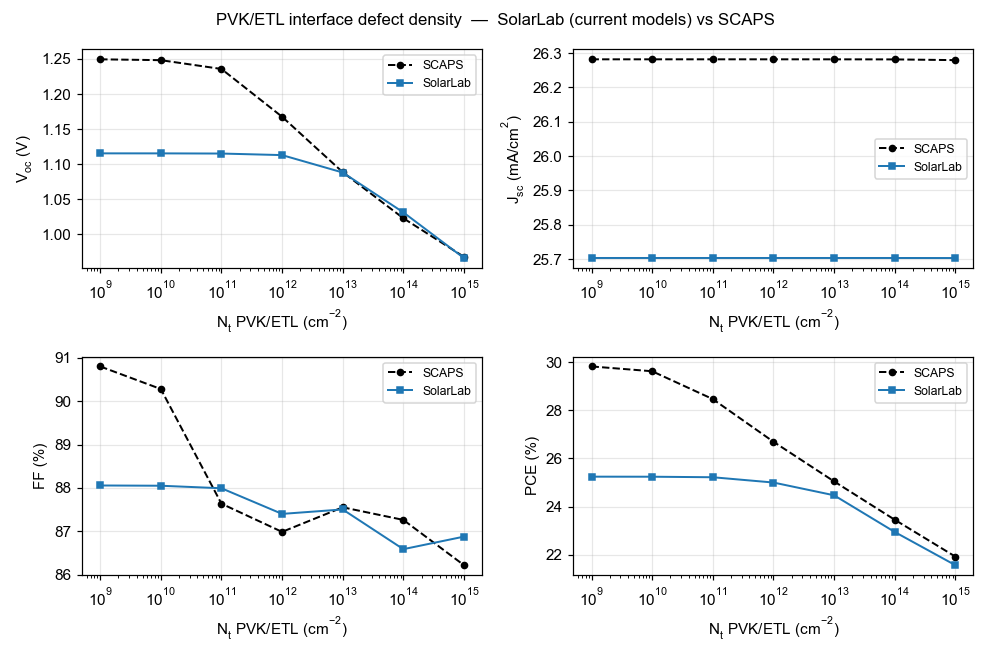 PVK/ETL interface defect density — SolarLab (current models) vs SCAPS
V_oc (V)
1.25
1.20
1.15
1.10
1.05
1.00
SCAPS
SolarLab
10^9 10^10 10^11 10^12 10^13 10^14 10^15
N_t PVK/ETL (cm^−2)
J_sc (mA/cm^2)
26.3
26.2
26.1
26.0
25.9
25.8
25.7
SCAPS
SolarLab
10^9 10^10 10^11 10^12 10^13 10^14 10^15
N_t PVK/ETL (cm^−2)
FF (%)
91
90
89
88
87
86
SCAPS
SolarLab
10^9 10^10 10^11 10^12 10^13 10^14 10^15
N_t PVK/ETL (cm^−2)
PCE (%)
30
28
26
24
22
SCAPS
SolarLab
10^9 10^10 10^11 10^12 10^13 10^14 10^15
N_t PVK/ETL (cm^−2)